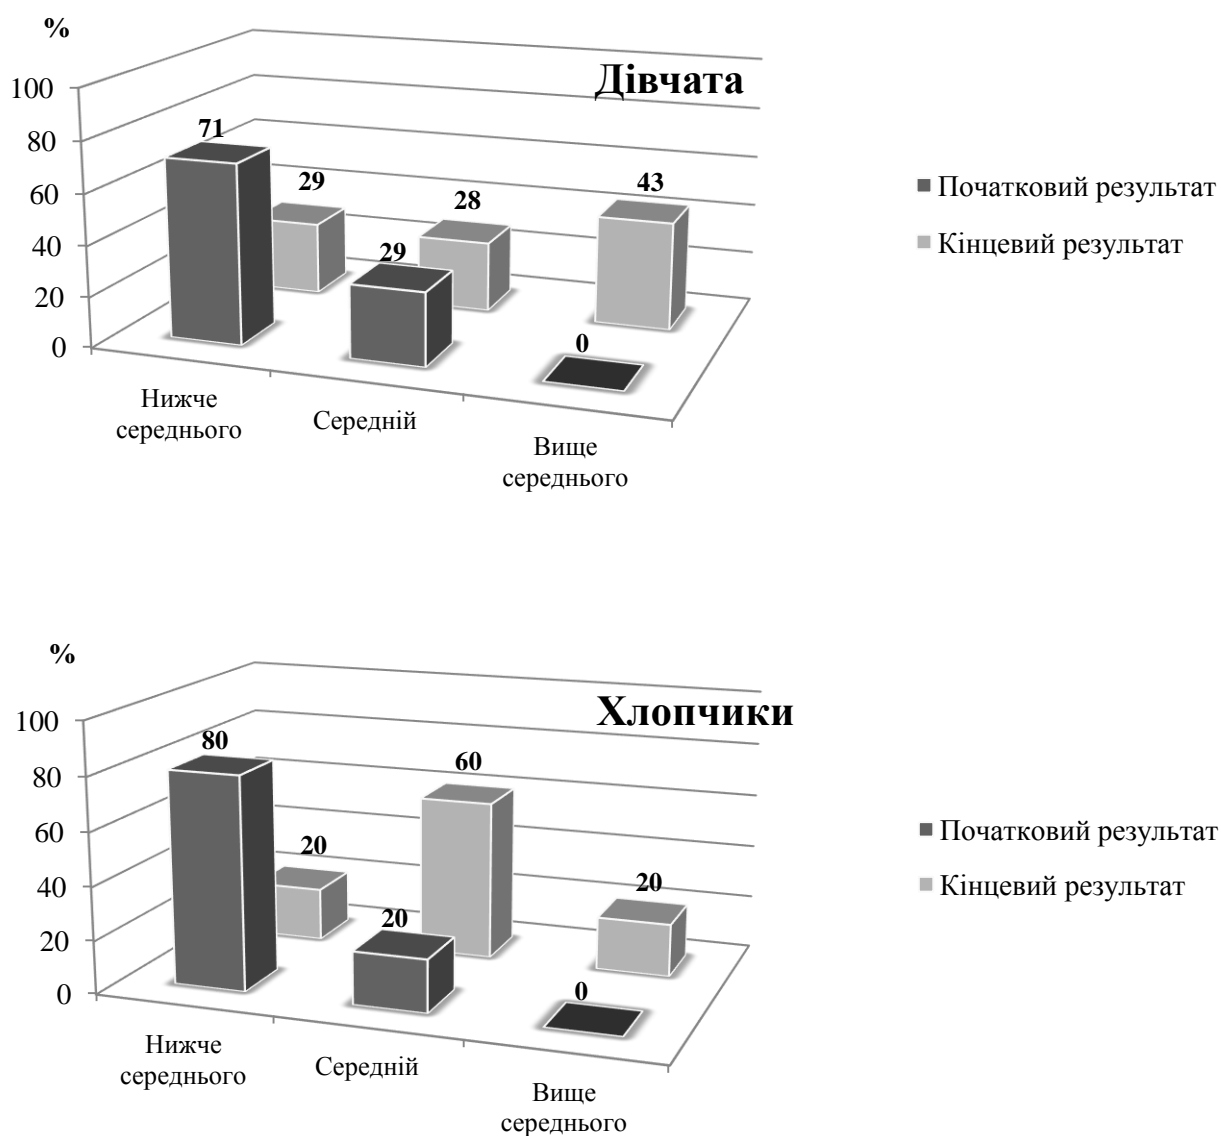 %
Дівчата
100
80
60
40
20
0
71
29
28
43
29
0
Нижче
середнього
Середній
Вище
середнього
Початковий результат
Кінцевий результат
%
Хлопчики
100
80
60
40
20
0
80
60
20
20
20
0
Нижче
середнього
Середній
Вище
середнього
Початковий результат
Кінцевий результат